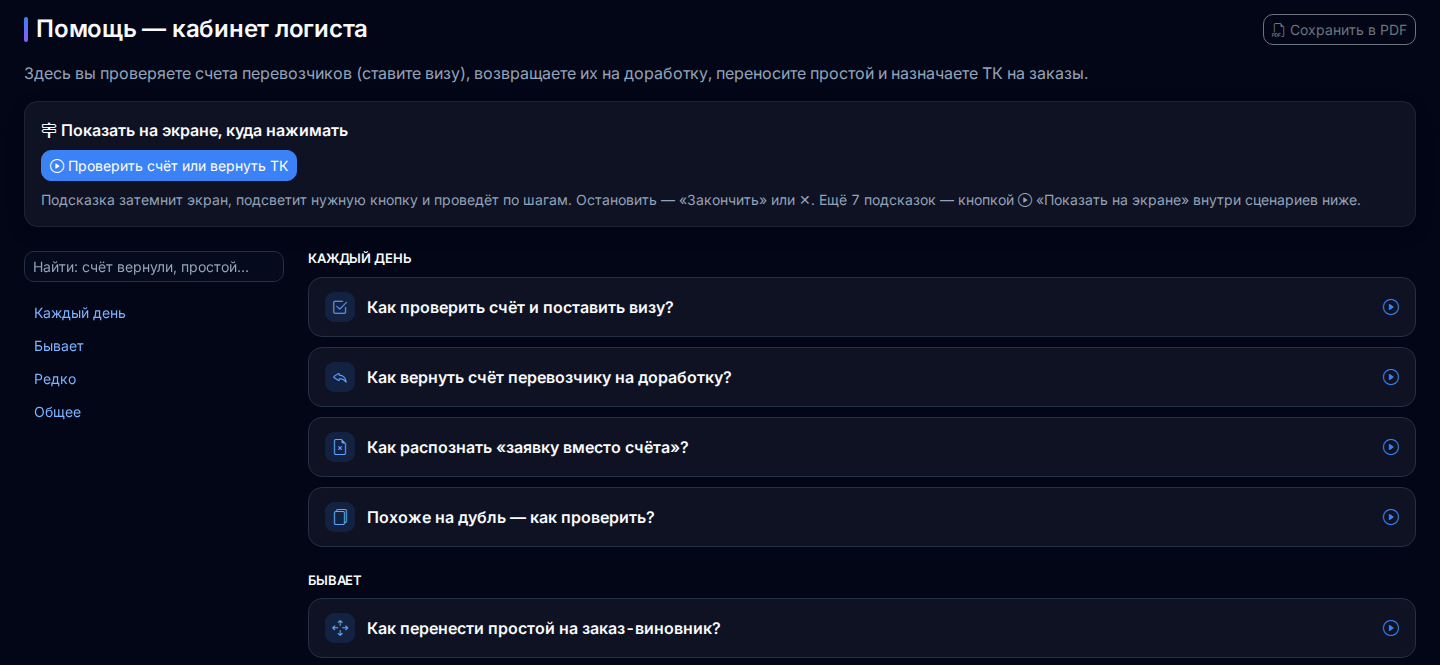 Помощь — кабинет логиста
Сохранить в PDF
Здесь вы проверяете счета перевозчиков (ставите визу), возвращаете их на доработку, переносите простой и назначаете ТК на заказы.
Показать на экране, куда нажимать
Проверить счёт или вернуть ТК
Подсказка затемнит экран, подсветит нужную кнопку и проведёт по шагам. Остановить — «Закончить» или ✕. Ещё 7 подсказок — кнопкой «Показать на экране» внутри сценариев ниже.
Найти: счёт вернули, простой...
Каждый день
Бывает
Редко
Общее
КАЖДЫЙ ДЕНЬ
Как проверить счёт и поставить визу?
Как вернуть счёт перевозчику на доработку?
Как распознать «заявку вместо счёта»?
Похоже на дубль — как проверить?
БЫВАЕТ
Как перенести простой на заказ-виновник?